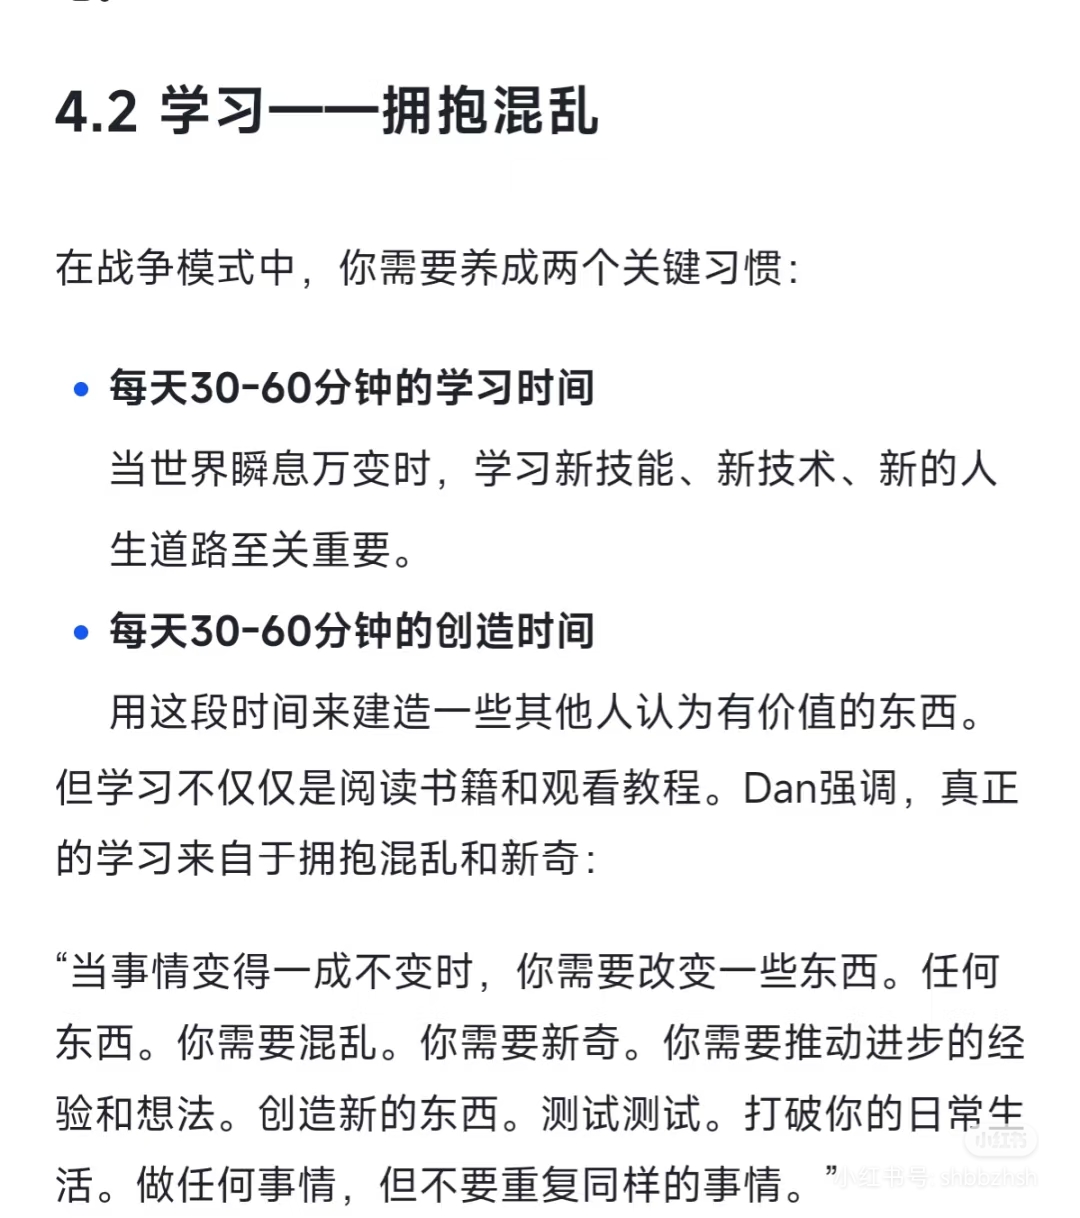 4.2 学习——拥抱混乱
在战争模式中，你需要养成两个关键习惯：
• 每天30-60分钟的学习时间
当世界瞬息万变时，学习新技能、新技术、新的人
生道路至关重要。
• 每天30-60分钟的创造时间
用这段时间来建造一些其他人认为有价值的东西。
但学习不仅仅是阅读书籍和观看教程。Dan强调，真正
的学习来自于拥抱混乱和新奇：
“当事情变得一成不变时，你需要改变一些东西。任何
东西。你需要混乱。你需要新奇。你需要推动进步的经
验和想法。创造新的东西。测试测试。打破你的日常生
活。做任何事情，但不要重复同样的事情。”
小红书
小红书号: shbbzhsh